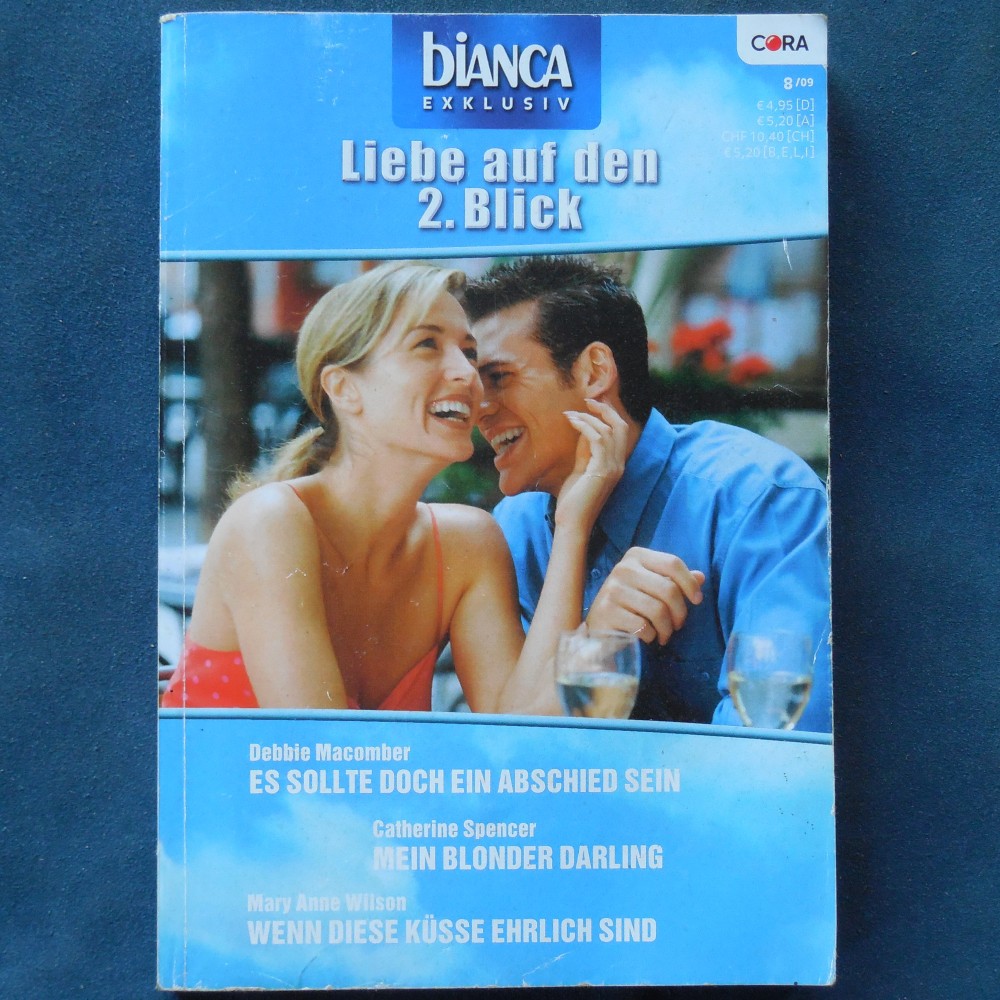 bIANCA
EXKLUSIV
CORA
8/09
€ 4,95 [D]
€ 5,20 [A]
CHF 10,40 [CH]
€ 5,20 [B, E, L, I]
Liebe auf den
2. Blick
Debbie Macomber
ES SOLLTE DOCH EIN ABSCHIED SEIN
Catherine Spencer
MEIN BLONDER DARLING
Mary Anne Wilson
WENN DIESE KÜSSE EHRLICH SIND